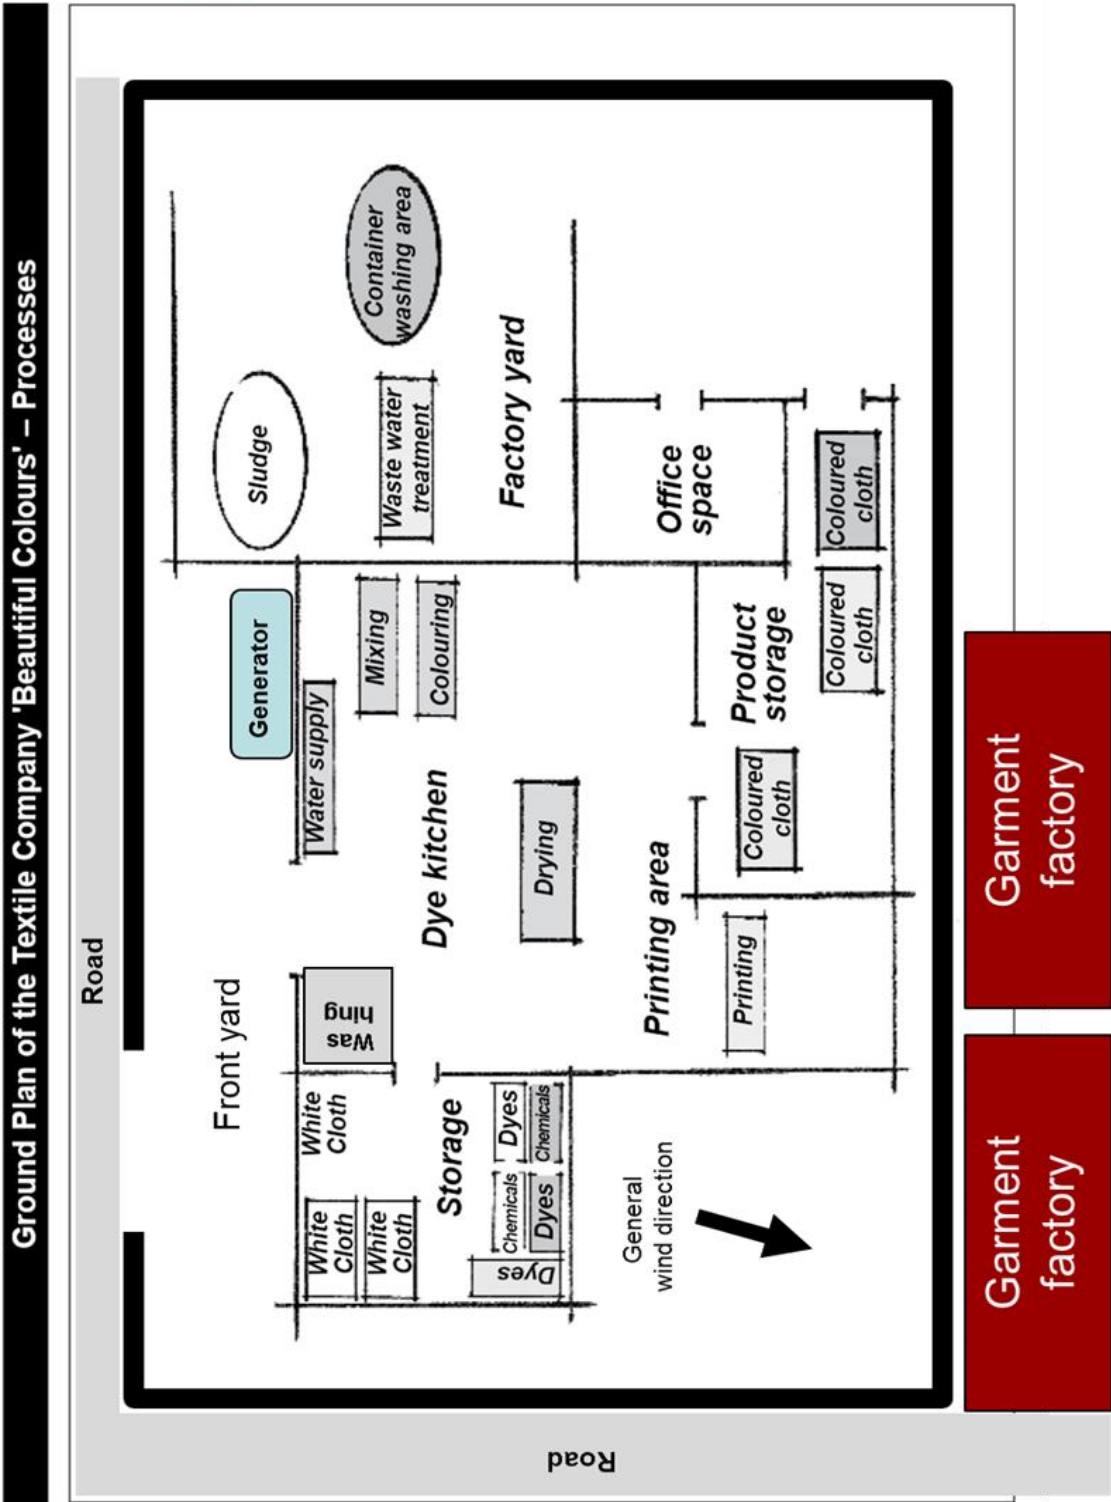 Ground Plan of the Textile Company 'Beautiful Colours' – Processes
Road
Front yard
Generator
Sludge
Container
washing area
Waste water
treatment
Factory yard
White
Cloth
White
Cloth
White
Cloth
Was
hing
Water supply
Mixing
Colouring
Dye kitchen
Drying
Storage
Chemicals
Dyes
Dyes
Dyes
Chemicals
Printing area
Printing
Office
space
Product
storage
Coloured
cloth
Coloured
cloth
Coloured
cloth
General
wind direction
Road
Garment
factory
Garment
factory